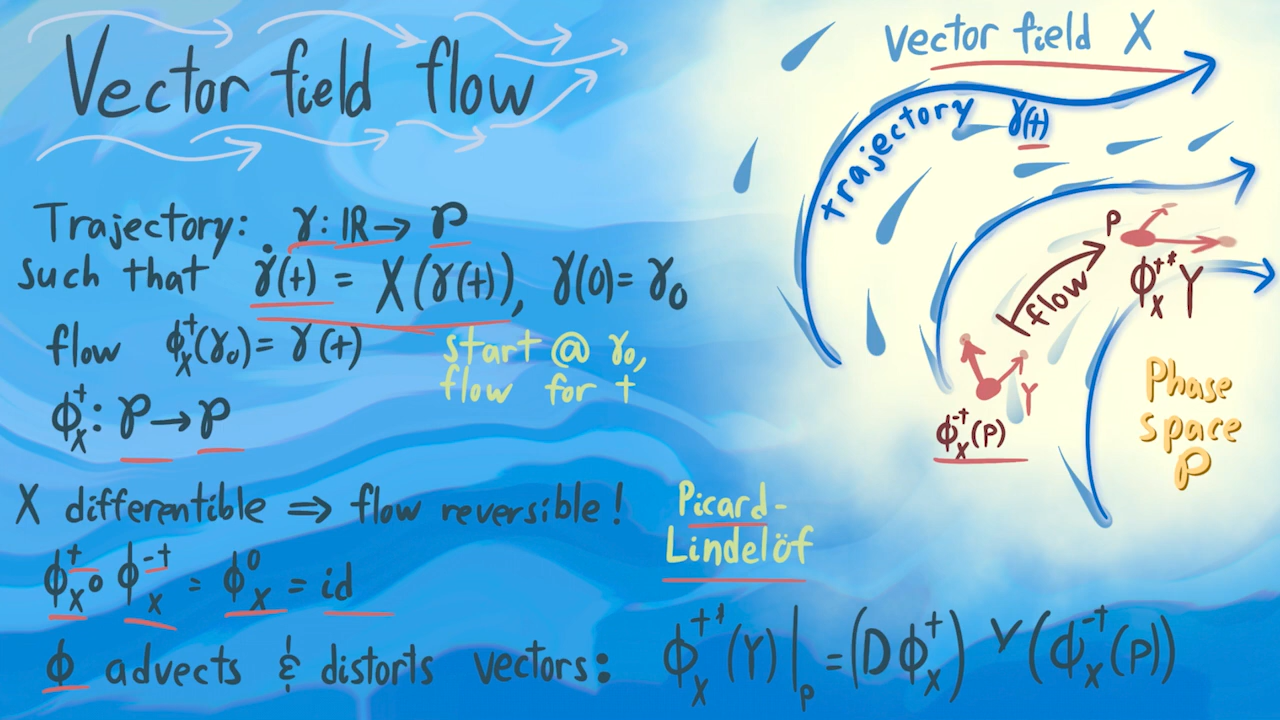 Vector field flow
Trajectory: γ: ℝ → P
such that γ̇(t) = X(γ(t)), γ(0) = γ₀
flow ϕ_X^t(γ₀) = γ(t)
start @ γ₀,
flow for t
ϕ_X^t: P → P
X differentible ⇒ flow reversible!
Picard-
Lindelöf
ϕ_X^t ∘ ϕ_X^-t = ϕ_X^0 = id
ϕ advects & distorts vectors: ϕ_X^t*(Y)|_p = (Dϕ_X^t) Y(ϕ_X^-t(p))
Vector field X
trajectory γ(t)
P
flow
ϕ_X^t* Y
Y
ϕ_X^-t(p)
Phase
space
P